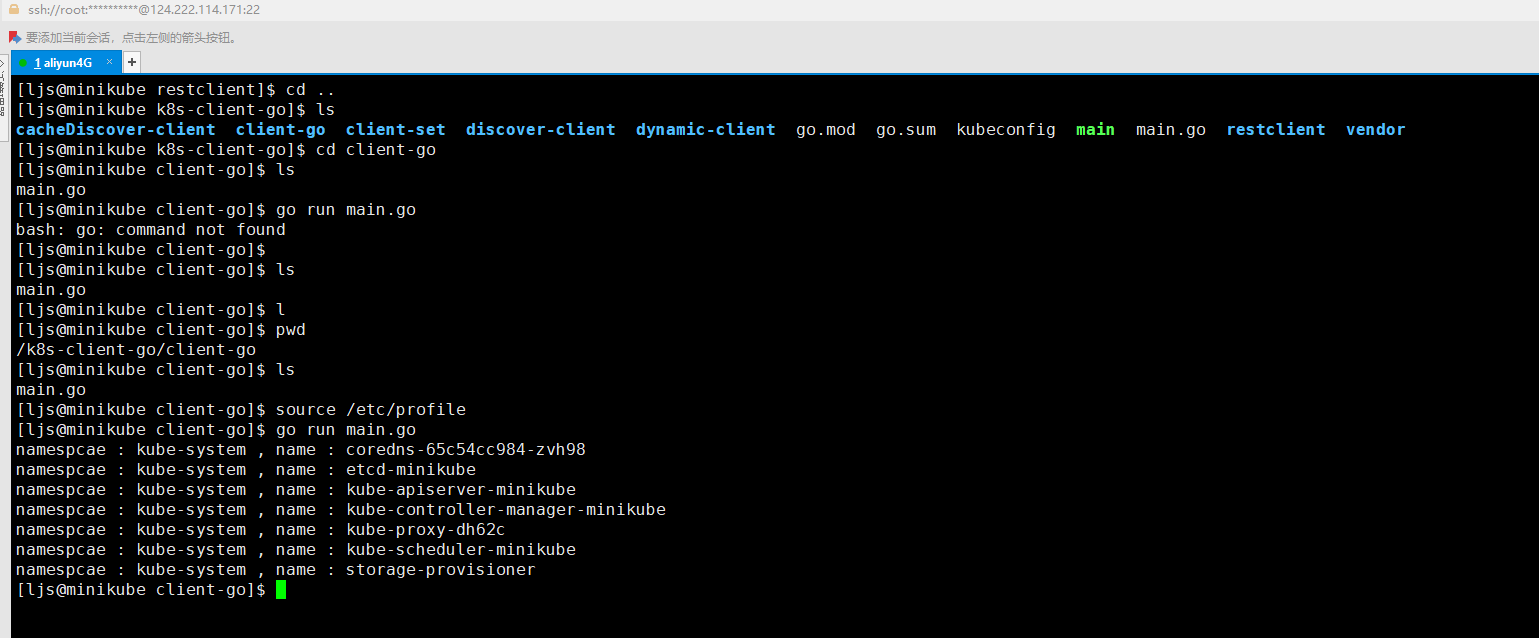 ssh://root:**********@124.222.114.171:22
要添加当前会话，点击左侧的箭头按钮。
1 aliyun4G × +
[ljs@minikube restclient]$ cd ..
[ljs@minikube k8s-client-go]$ ls
cacheDiscover-client client-go client-set discover-client dynamic-client go.mod go.sum kubeconfig main main.go restclient vendor
[ljs@minikube k8s-client-go]$ cd client-go
[ljs@minikube client-go]$ ls
main.go
[ljs@minikube client-go]$ go run main.go
bash: go: command not found
[ljs@minikube client-go]$
[ljs@minikube client-go]$ ls
main.go
[ljs@minikube client-go]$ l
[ljs@minikube client-go]$ pwd
/k8s-client-go/client-go
[ljs@minikube client-go]$ ls
main.go
[ljs@minikube client-go]$ source /etc/profile
[ljs@minikube client-go]$ go run main.go
namespcae : kube-system , name : coredns-65c54cc984-zvh98
namespcae : kube-system , name : etcd-minikube
namespcae : kube-system , name : kube-apiserver-minikube
namespcae : kube-system , name : kube-controller-manager-minikube
namespcae : kube-system , name : kube-proxy-dh62c
namespcae : kube-system , name : kube-scheduler-minikube
namespcae : kube-system , name : storage-provisioner
[ljs@minikube client-go]$